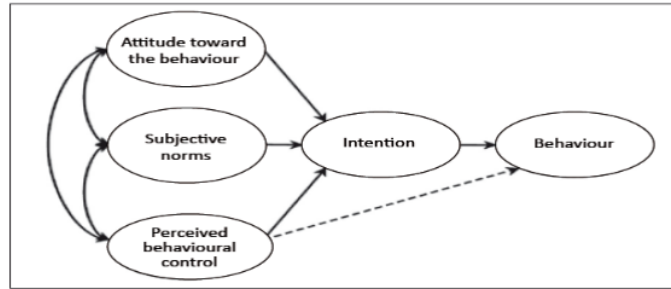 Attitude toward
the behaviour
Subjective
norms
Intention
Behaviour
Perceived
behavioural
control